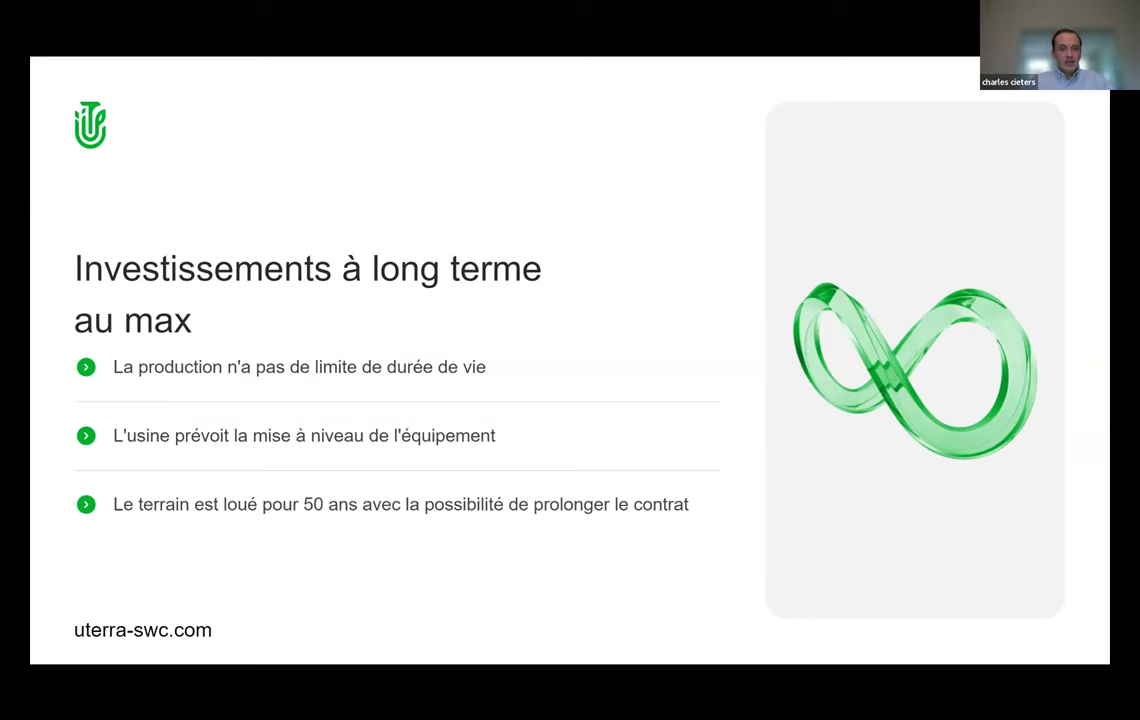 charles cieters
Investissements à long terme
au max
La production n'a pas de limite de durée de vie
L'usine prévoit la mise à niveau de l'équipement
Le terrain est loué pour 50 ans avec la possibilité de prolonger le contrat
uterra-swc.com